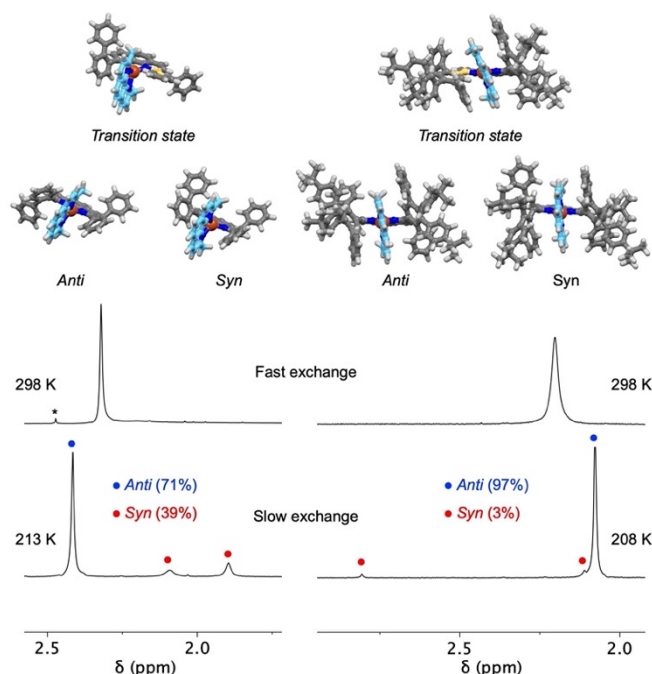 Transition state Transition state
Anti Syn Anti Syn
298 K Fast exchange 298 K
*
Anti (71%) Anti (97%)
Syn (39%) Syn (3%)
213 K Slow exchange 208 K
2.5 2.0 2.5 2.0
δ (ppm) δ (ppm)